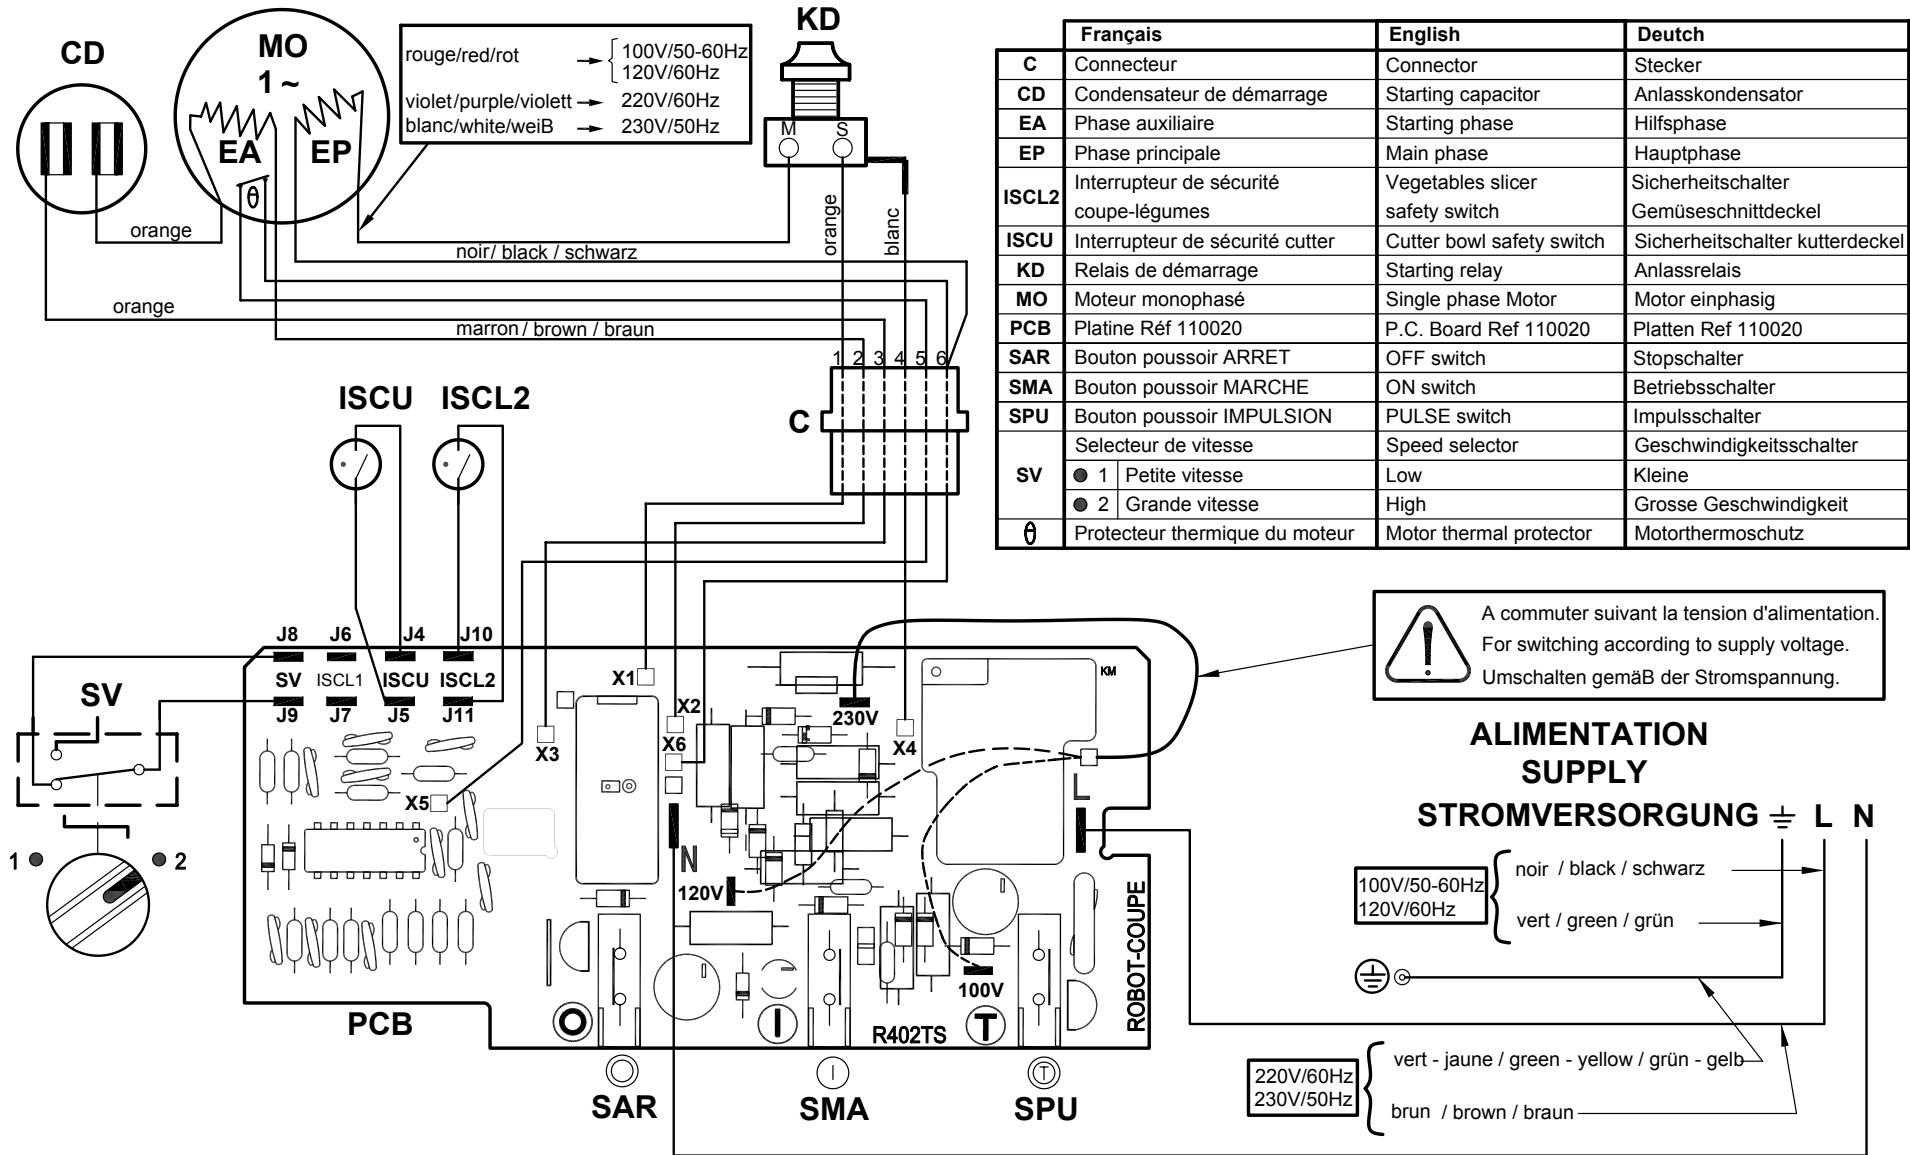 CD
MO
1 ~
EA
EP
θ
rouge/red/rot → 100V/50-60Hz
120V/60Hz
violet/purple/violett → 220V/60Hz
blanc/white/weiB → 230V/50Hz
KD
M S
orange
noir/ black / schwarz
orange
blanc
orange
marron / brown / braun
1 2 3 4 5 6
C
ISCU ISCL2
Français English Deutch
C Connecteur Connector Stecker
CD Condensateur de démarrage Starting capacitor Anlasskondensator
EA Phase auxiliaire Starting phase Hilfsphase
EP Phase principale Main phase Hauptphase
ISCL2 Interrupteur de sécurité Vegetables slicer Sicherheitschalter
coupe-légumes safety switch Gemüseschnittdeckel
ISCU Interrupteur de sécurité cutter Cutter bowl safety switch Sicherheitschalter kutterdeckel
KD Relais de démarrage Starting relay Anlassrelais
MO Moteur monophasé Single phase Motor Motor einphasig
PCB Platine Réf 110020 P.C. Board Ref 110020 Platten Ref 110020
SAR Bouton poussoir ARRET OFF switch Stopschalter
SMA Bouton poussoir MARCHE ON switch Betriebsschalter
SPU Bouton poussoir IMPULSION PULSE switch Impulsschalter
SV Selecteur de vitesse Speed selector Geschwindigkeitsschalter
● 1 Petite vitesse Low Kleine
● 2 Grande vitesse High Grosse Geschwindigkeit
θ Protecteur thermique du moteur Motor thermal protector Motorthermoschutz
A commuter suivant la tension d'alimentation.
For switching according to supply voltage.
Umschalten gemäB der Stromspannung.
J8 J6 J4 J10
SV ISCL1 ISCU ISCL2
J9 J7 J5 J11
X1
X2
X3
X6
X4
X5
230V
KM
L
N
120V
100V
ROBOT-COUPE
R402TS
O
I
T
PCB
SV
1 ● ● 2
SAR
SMA
SPU
I
T
ALIMENTATION
SUPPLY
STROMVERSORGUNG ⏚ L N
100V/50-60Hz
120V/60Hz
noir / black / schwarz
vert / green / grün
220V/60Hz
230V/50Hz
vert - jaune / green - yellow / grün - gelb
brun / brown / braun